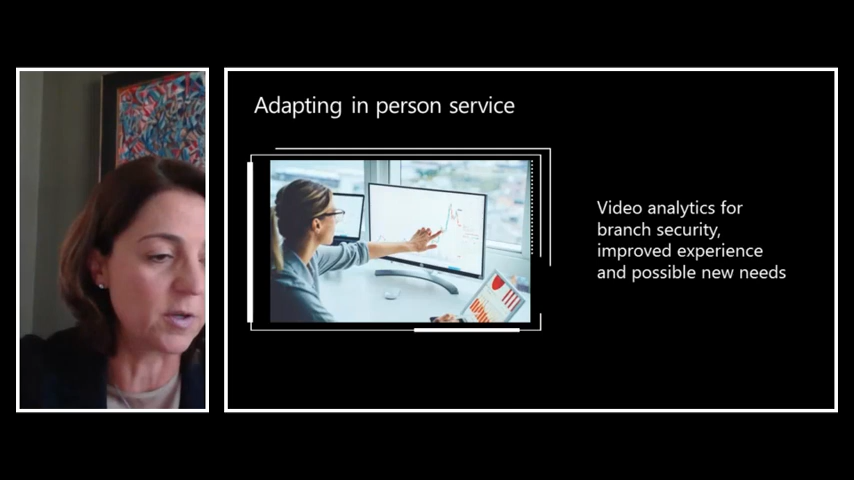 Adapting in person service
Video analytics for
branch security,
improved experience
and possible new needs